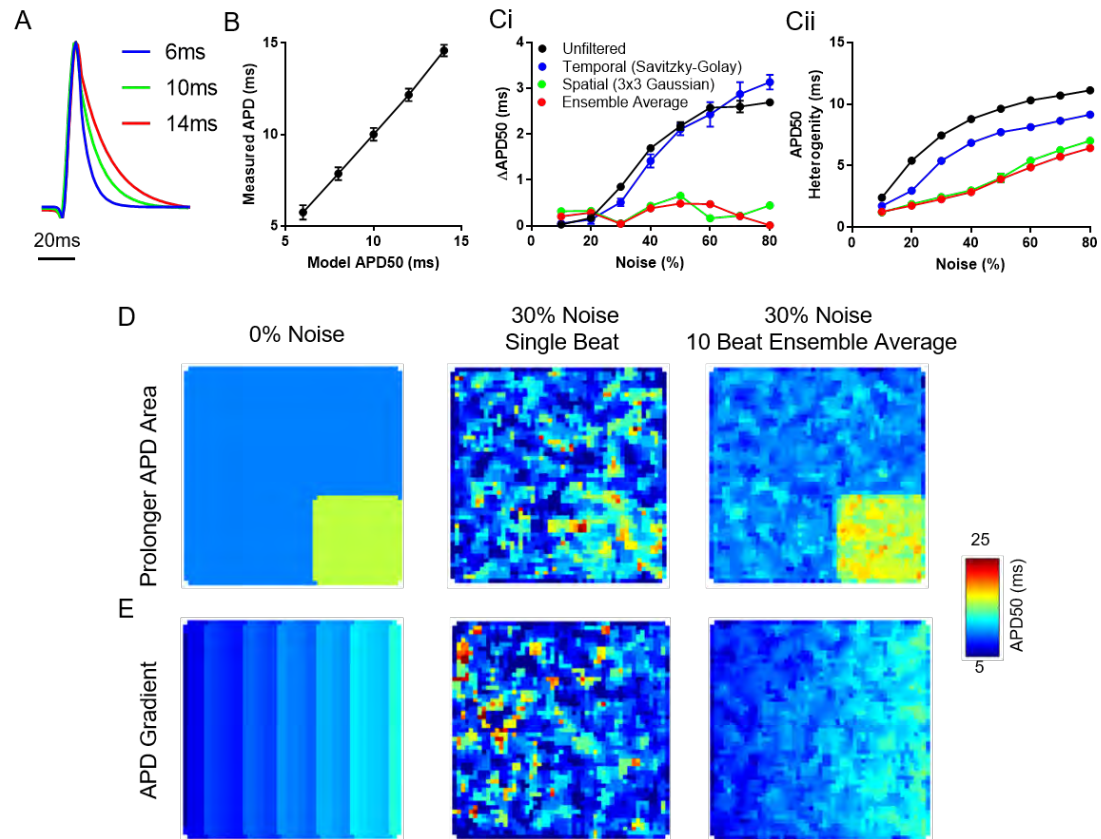 A
6ms
10ms
14ms
20ms
B
Measured APD (ms)
15
10
5
5
10
15
Model APD50 (ms)
Ci
ΔAPD50 (ms)
4
3
2
1
0
0
20
40
60
80
Noise (%)
Unfiltered
Temporal (Savitzky-Golay)
Spatial (3x3 Gaussian)
Ensemble Average
Cii
APD50
Heterogenity (ms)
15
10
5
0
0
20
40
60
80
Noise (%)
D
0% Noise
30% Noise
Single Beat
30% Noise
10 Beat Ensemble Average
Prolonger APD Area
E
APD Gradient
25
APD50 (ms)
5